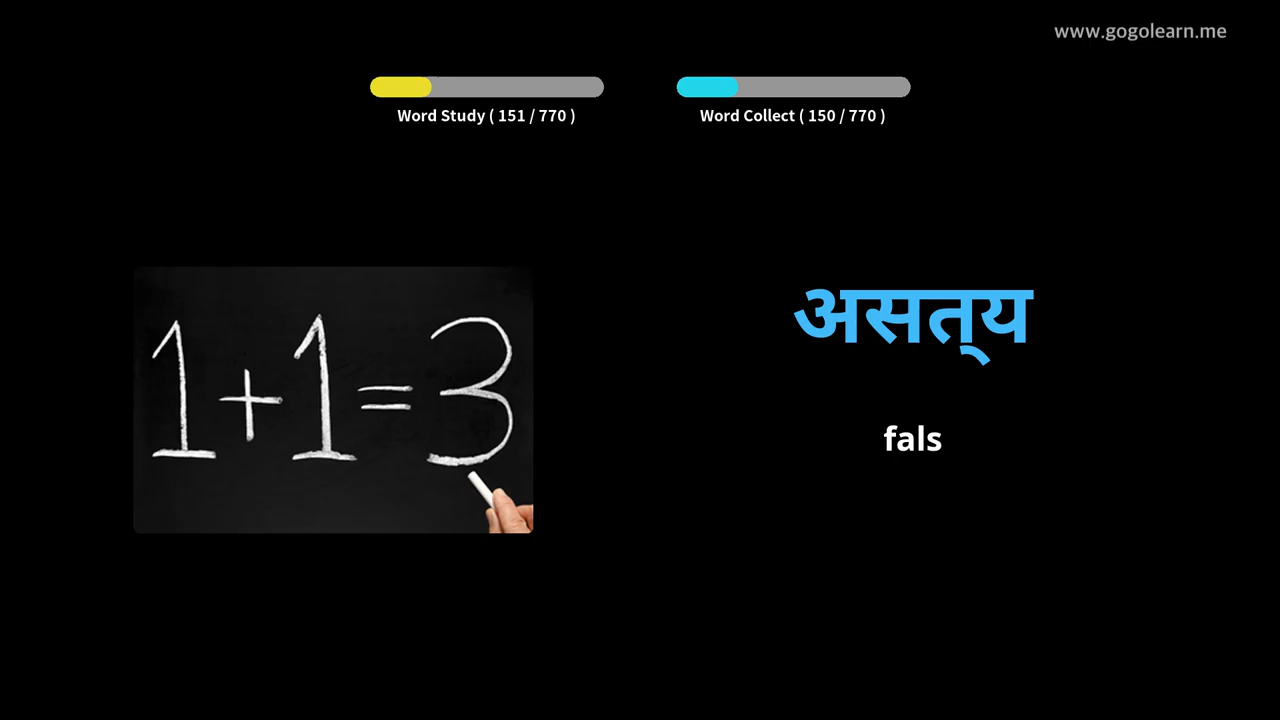 www.gogolearn.me
Word Study ( 151 / 770 )
Word Collect ( 150 / 770 )
1+1=3
असत्‌य
fals